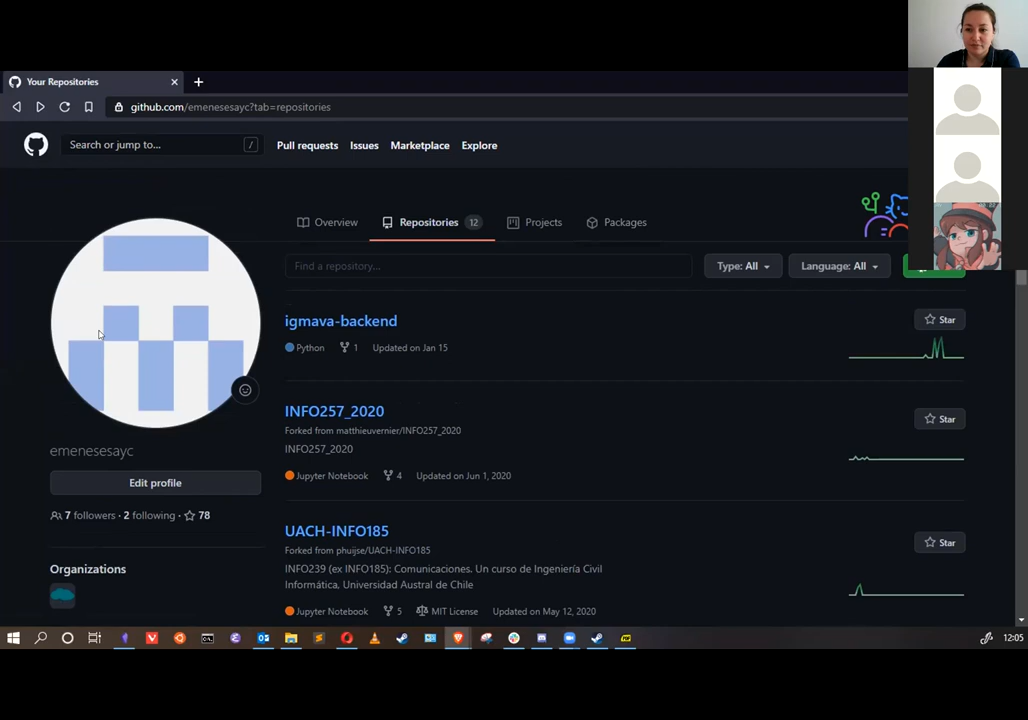 Your Repositories
github.com/emenesesayc?tab=repositories
Search or jump to... /
Pull requests Issues Marketplace Explore
Overview Repositories 12 Projects Packages
Find a repository... Type: All Language: All
igmava-backend Star
Python 1 Updated on Jan 15
INFO257_2020 Star
Forked from matthieuvernier/INFO257_2020
INFO257_2020
Jupyter Notebook 4 Updated on Jun 1, 2020
UACH-INFO185 Star
Forked from phuijse/UACH-INFO185
INFO239 (ex INFO185): Comunicaciones. Un curso de Ingeniería Civil
Informática, Universidad Austral de Chile
Jupyter Notebook 5 MIT License Updated on May 12, 2020
emenesesayc
Edit profile
7 followers · 2 following · 78
Organizations
12:05